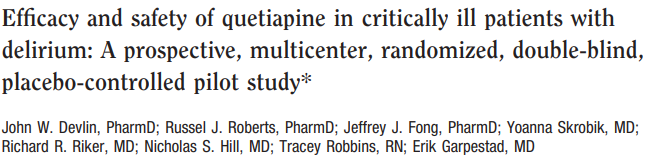 Efficacy and safety of quetiapine in critically ill patients with
delirium: A prospective, multicenter, randomized, double-blind,
placebo-controlled pilot study*
John W. Devlin, PharmD; Russel J. Roberts, PharmD; Jeffrey J. Fong, PharmD; Yoanna Skrobik, MD;
Richard R. Riker, MD; Nicholas S. Hill, MD; Tracey Robbins, RN; Erik Garpestad, MD